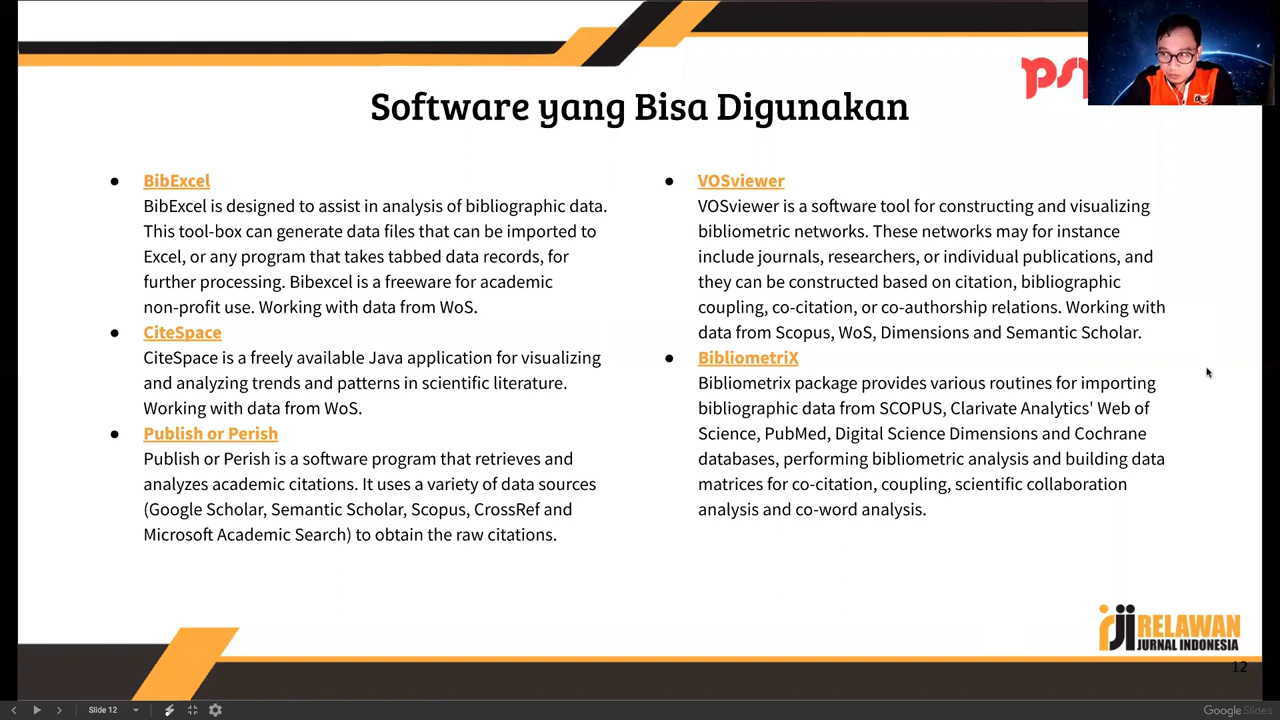 Software yang Bisa Digunakan
● BibExcel
BibExcel is designed to assist in analysis of bibliographic data.
This tool-box can generate data files that can be imported to
Excel, or any program that takes tabbed data records, for
further processing. Bibexcel is a freeware for academic
non-profit use. Working with data from WoS.
● CiteSpace
CiteSpace is a freely available Java application for visualizing
and analyzing trends and patterns in scientific literature.
Working with data from WoS.
● Publish or Perish
Publish or Perish is a software program that retrieves and
analyzes academic citations. It uses a variety of data sources
(Google Scholar, Semantic Scholar, Scopus, CrossRef and
Microsoft Academic Search) to obtain the raw citations.
● VOSviewer
VOSviewer is a software tool for constructing and visualizing
bibliometric networks. These networks may for instance
include journals, researchers, or individual publications, and
they can be constructed based on citation, bibliographic
coupling, co-citation, or co-authorship relations. Working with
data from Scopus, WoS, Dimensions and Semantic Scholar.
● BibliometriX
Bibliometrix package provides various routines for importing
bibliographic data from SCOPUS, Clarivate Analytics' Web of
Science, PubMed, Digital Science Dimensions and Cochrane
databases, performing bibliometric analysis and building data
matrices for co-citation, coupling, scientific collaboration
analysis and co-word analysis.
RELAWAN
JURNAL INDONESIA
12
Slide 12
Google Slides